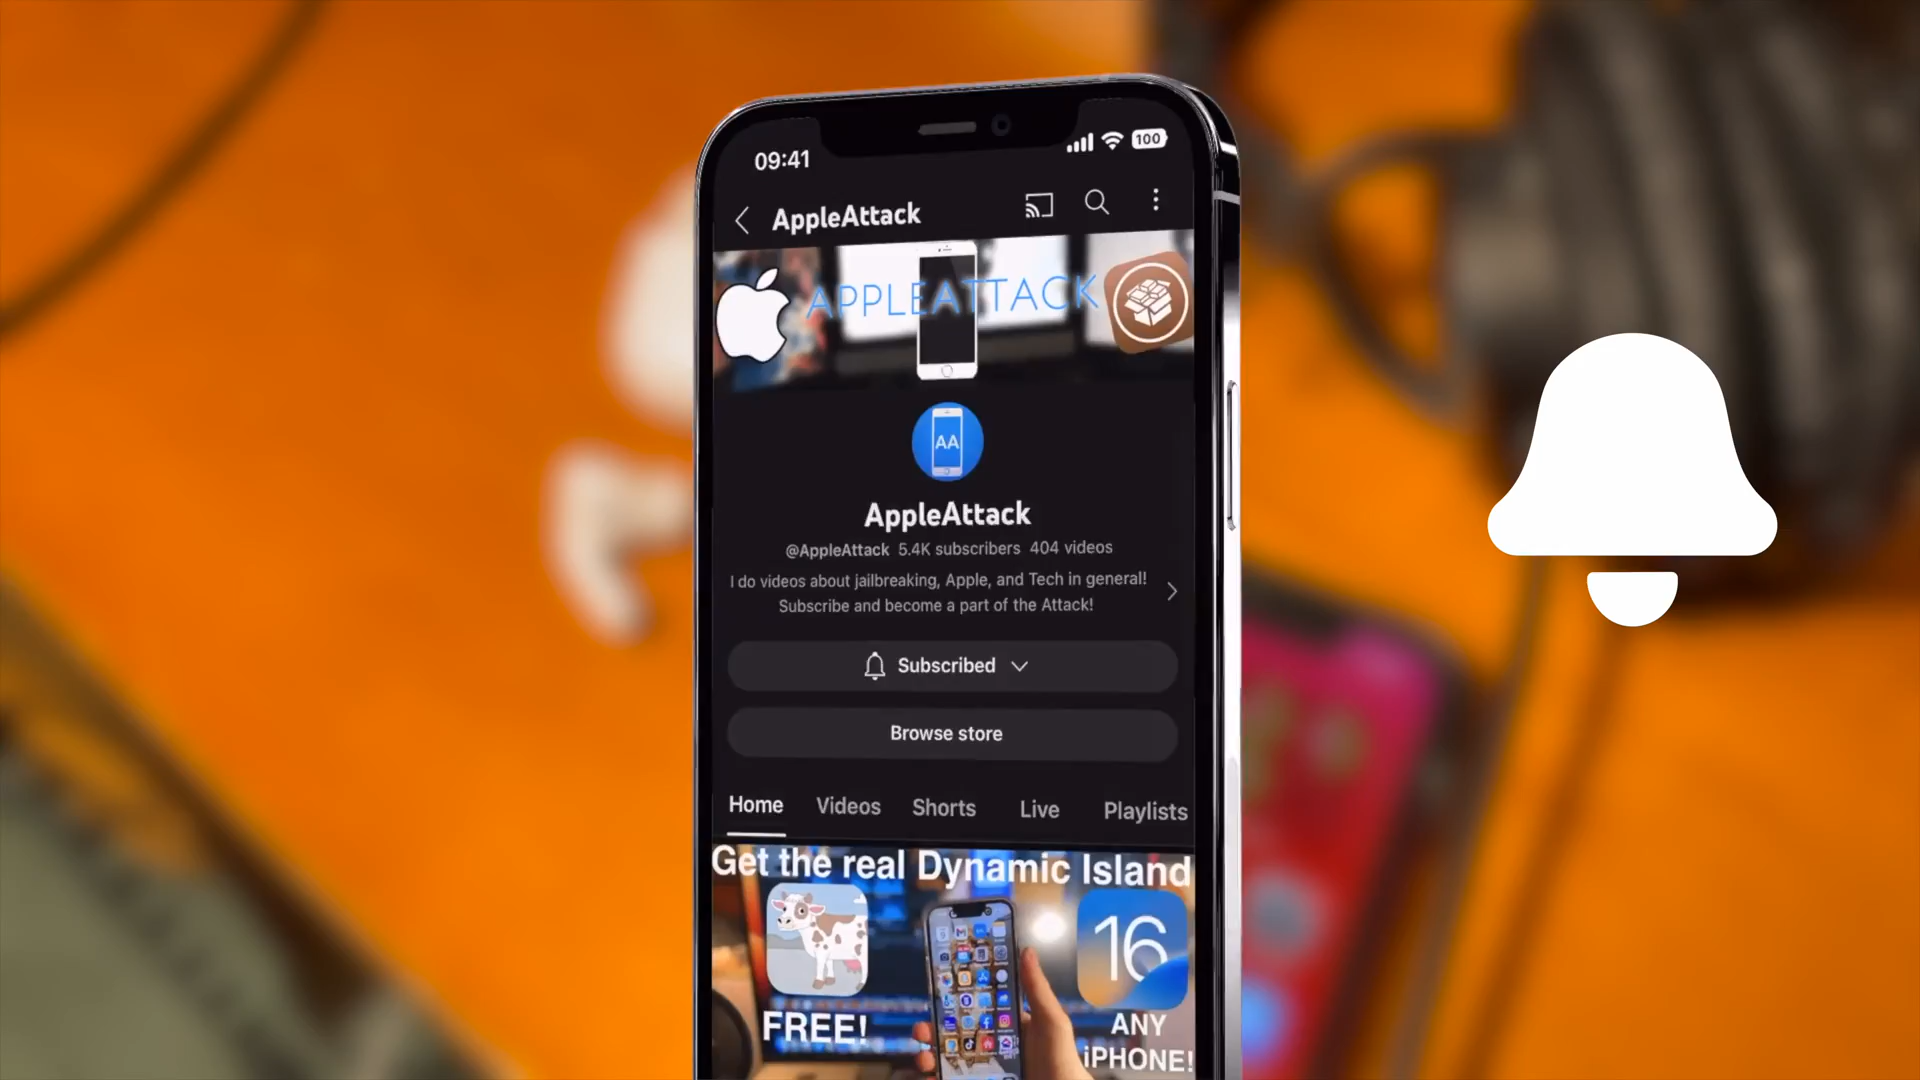 09:41
100
AppleAttack
APPLEATTACK
AA
AppleAttack
@AppleAttack 5.4K subscribers 404 videos
I do videos about jailbreaking, Apple, and Tech in general!
Subscribe and become a part of the Attack!
Subscribed
Browse store
Home Videos Shorts Live Playlists
Get the real Dynamic Island
16
FREE!
ANY
iPHONE!